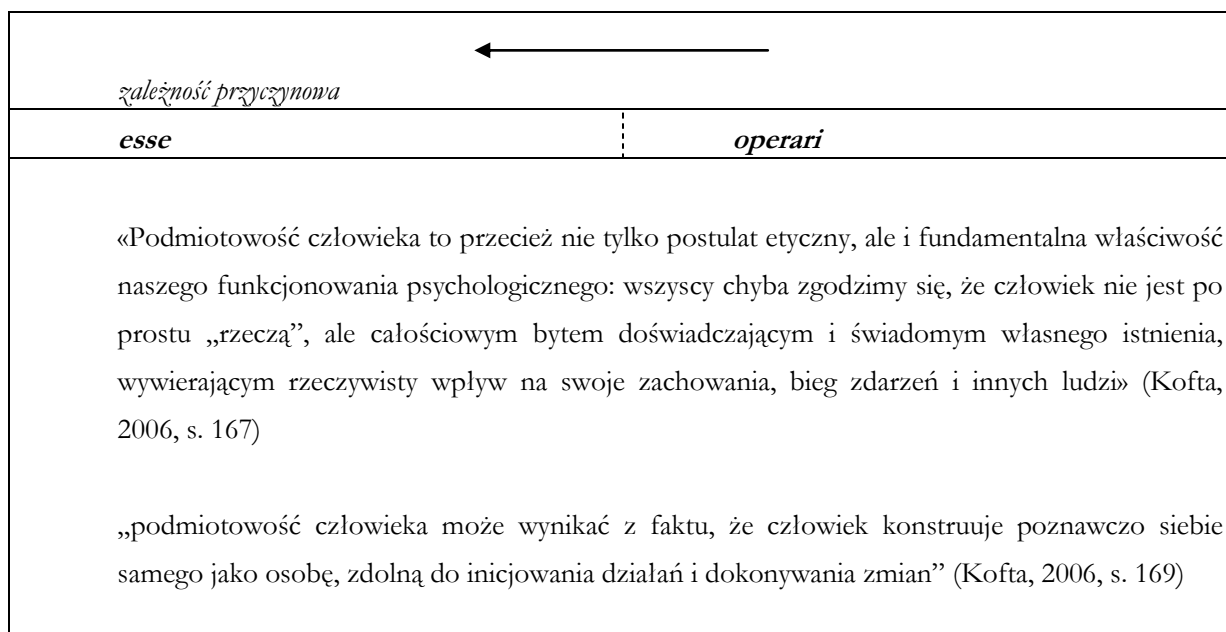 zależność przyczynowa
esse operari
«Podmiotowość człowieka to przecież nie tylko postulat etyczny, ale i fundamentalna właściwość
naszego funkcjonowania psychologicznego: wszyscy chyba zgodzimy się, że człowiek nie jest po
prostu „rzeczą”, ale całościowym bytem doświadczającym i świadomym własnego istnienia,
wywierającym rzeczywisty wpływ na swoje zachowania, bieg zdarzeń i innych ludzi» (Kofta,
2006, s. 167)
„podmiotowość człowieka może wynikać z faktu, że człowiek konstruuje poznawczo siebie
samego jako osobę, zdolną do inicjowania działań i dokonywania zmian” (Kofta, 2006, s. 169)